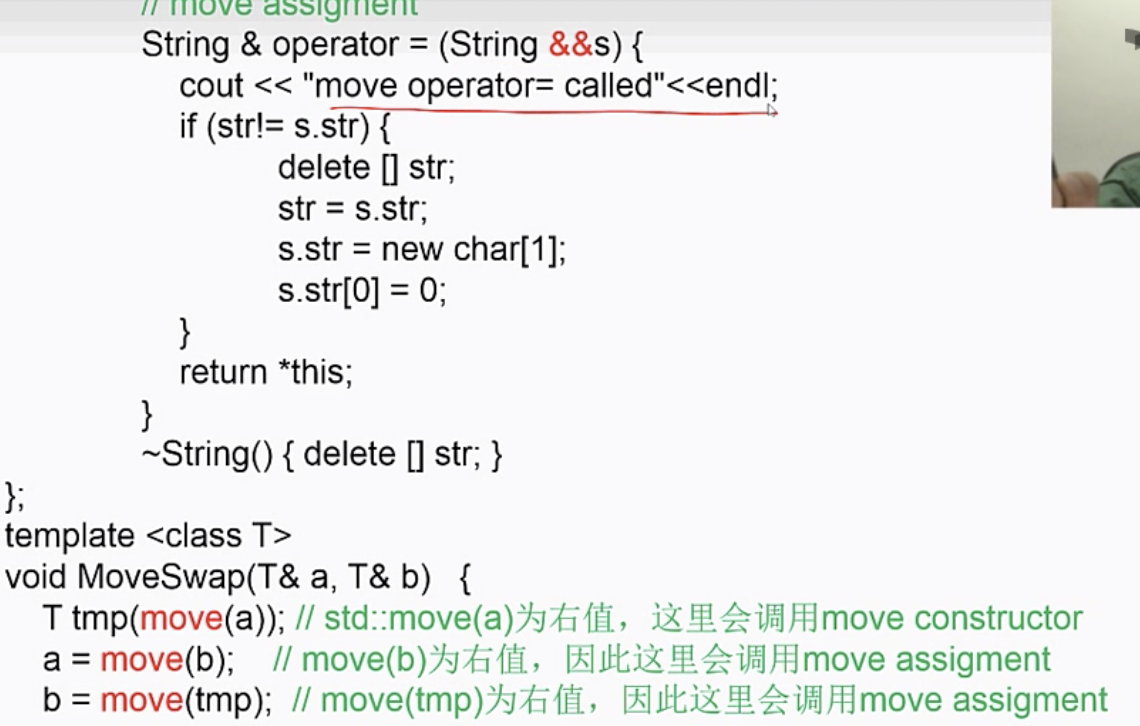 // move assigment
String & operator = (String &&s) {
cout << "move operator= called"<<endl;
if (str!= s.str) {
delete [] str;
str = s.str;
s.str = new char[1];
s.str[0] = 0;
}
return *this;
}
~String() { delete [] str; }
};
template <class T>
void MoveSwap(T& a, T& b) {
T tmp(move(a)); // std::move(a)为右值，这里会调用move constructor
a = move(b); // move(b)为右值，因此这里会调用move assigment
b = move(tmp); // move(tmp)为右值，因此这里会调用move assigment